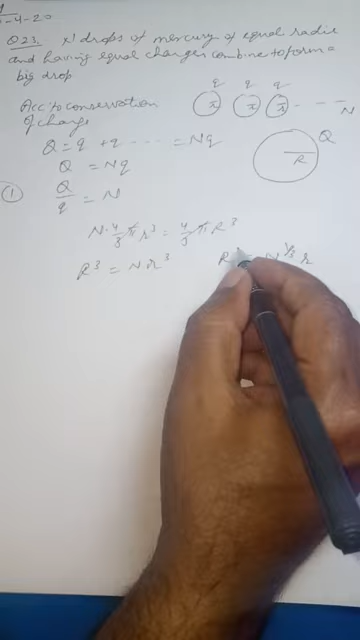 -4-20
Q23. 'x' drops of mercury of equal radie
and having equal charges combine to form a
big drop
q q q
r r r - - - N
Acc to conservation
of charge
Q = q + q ---- = Nq
Q = Nq
Q
R
① Q/q = N
N. 4/3 π r³ = 4/3 π R³
R³ = N. r³
R N^1/3 r